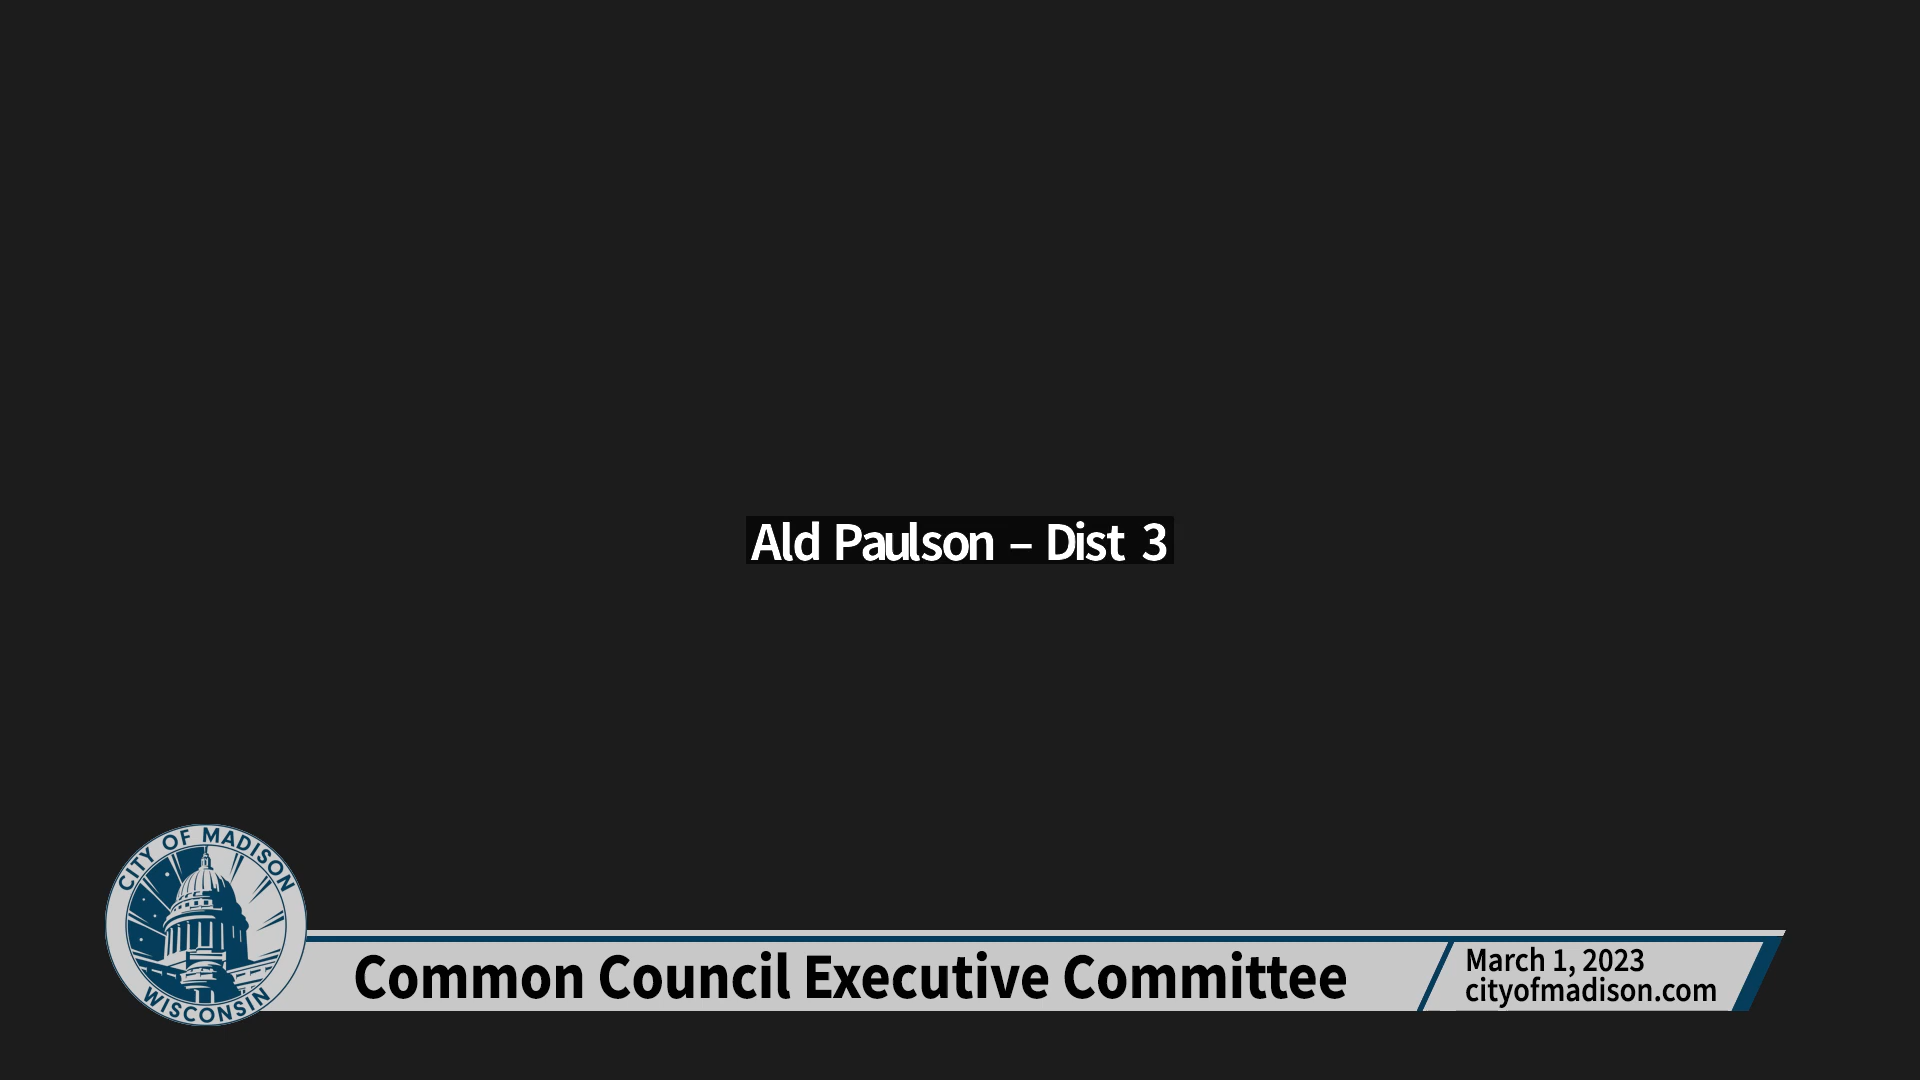 Ald Paulson – Dist 3
CITY OF MADISON
WISCONSIN
Common Council Executive Committee
March 1, 2023
cityofmadison.com